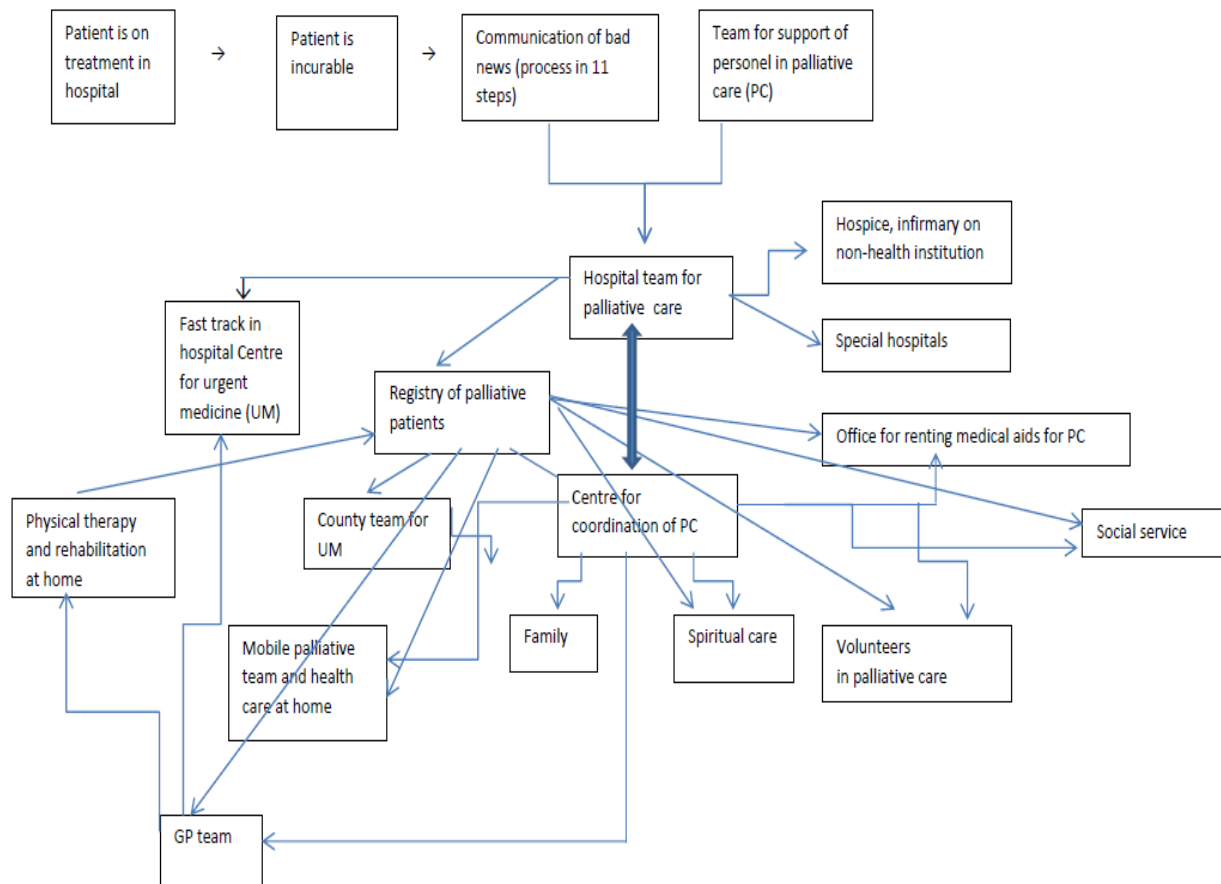 Patient is on
treatment in
hospital
→
Patient is
incurable
→
Communication of bad
news (process in 11
steps)
Team for support of
personel in palliative
care (PC)
Hospice, infirmary on
non-health institution
Hospital team for
palliative care
Fast track in
hospital Centre
for urgent
medicine (UM)
Special hospitals
Registry of palliative
patients
Office for renting medical aids for PC
Physical therapy
and rehabilitation
at home
County team for
UM
Centre for
coordination of PC
Social service
Mobile palliative
team and health
care at home
Family
Spiritual care
Volunteers
in palliative care
GP team